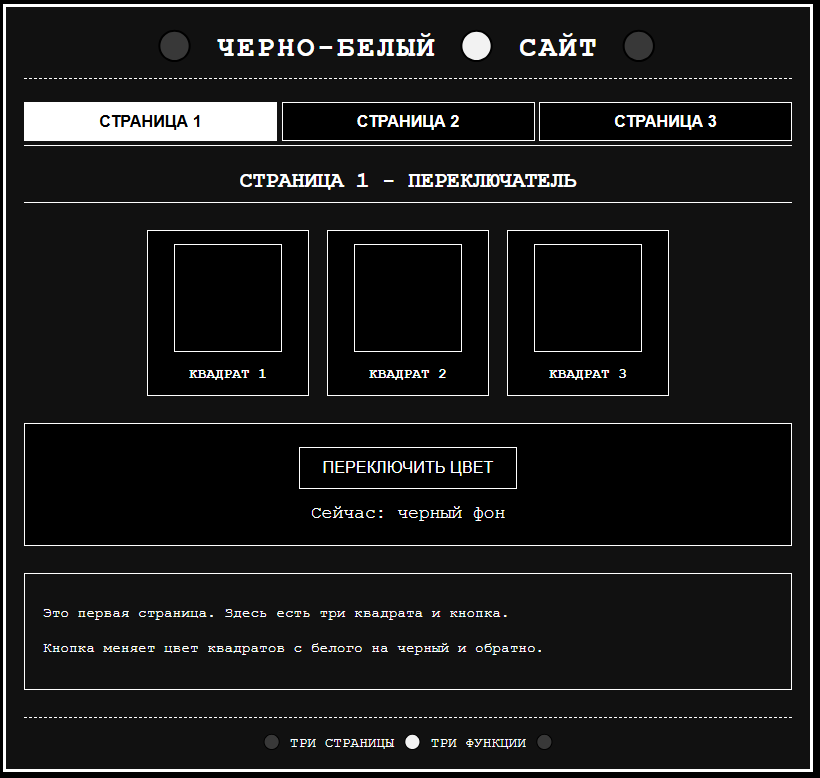 ЧЕРНО-БЕЛЫЙ САЙТ
СТРАНИЦА 1 СТРАНИЦА 2 СТРАНИЦА 3
СТРАНИЦА 1 - ПЕРЕКЛЮЧАТЕЛЬ
КВАДРАТ 1 КВАДРАТ 2 КВАДРАТ 3
ПЕРЕКЛЮЧИТЬ ЦВЕТ
Сейчас: черный фон
Это первая страница. Здесь есть три квадрата и кнопка.
Кнопка меняет цвет квадратов с белого на черный и обратно.
ТРИ СТРАНИЦЫ ТРИ ФУНКЦИИ